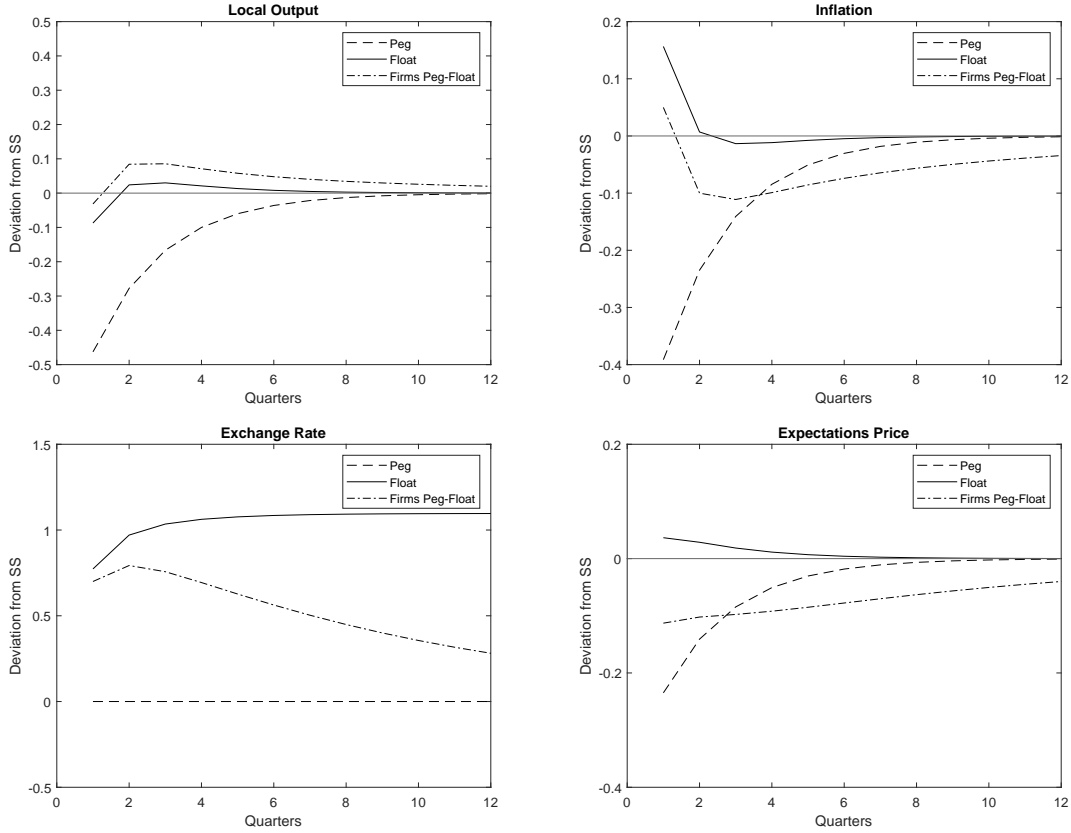 Local Output
Deviation from SS
0.5
0.4
0.3
0.2
0.1
0
-0.1
-0.2
-0.3
-0.4
-0.5
Peg
Float
Firms Peg-Float
0 2 4 6 8 10 12
Quarters
Inflation
Deviation from SS
0.2
0.1
0
-0.1
-0.2
-0.3
-0.4
Peg
Float
Firms Peg-Float
0 2 4 6 8 10 12
Quarters
Exchange Rate
Deviation from SS
1.5
1
0.5
0
-0.5
Peg
Float
Firms Peg-Float
0 2 4 6 8 10 12
Quarters
Expectations Price
Deviation from SS
0.2
0
-0.2
-0.4
Peg
Float
Firms Peg-Float
0 2 4 6 8 10 12
Quarters